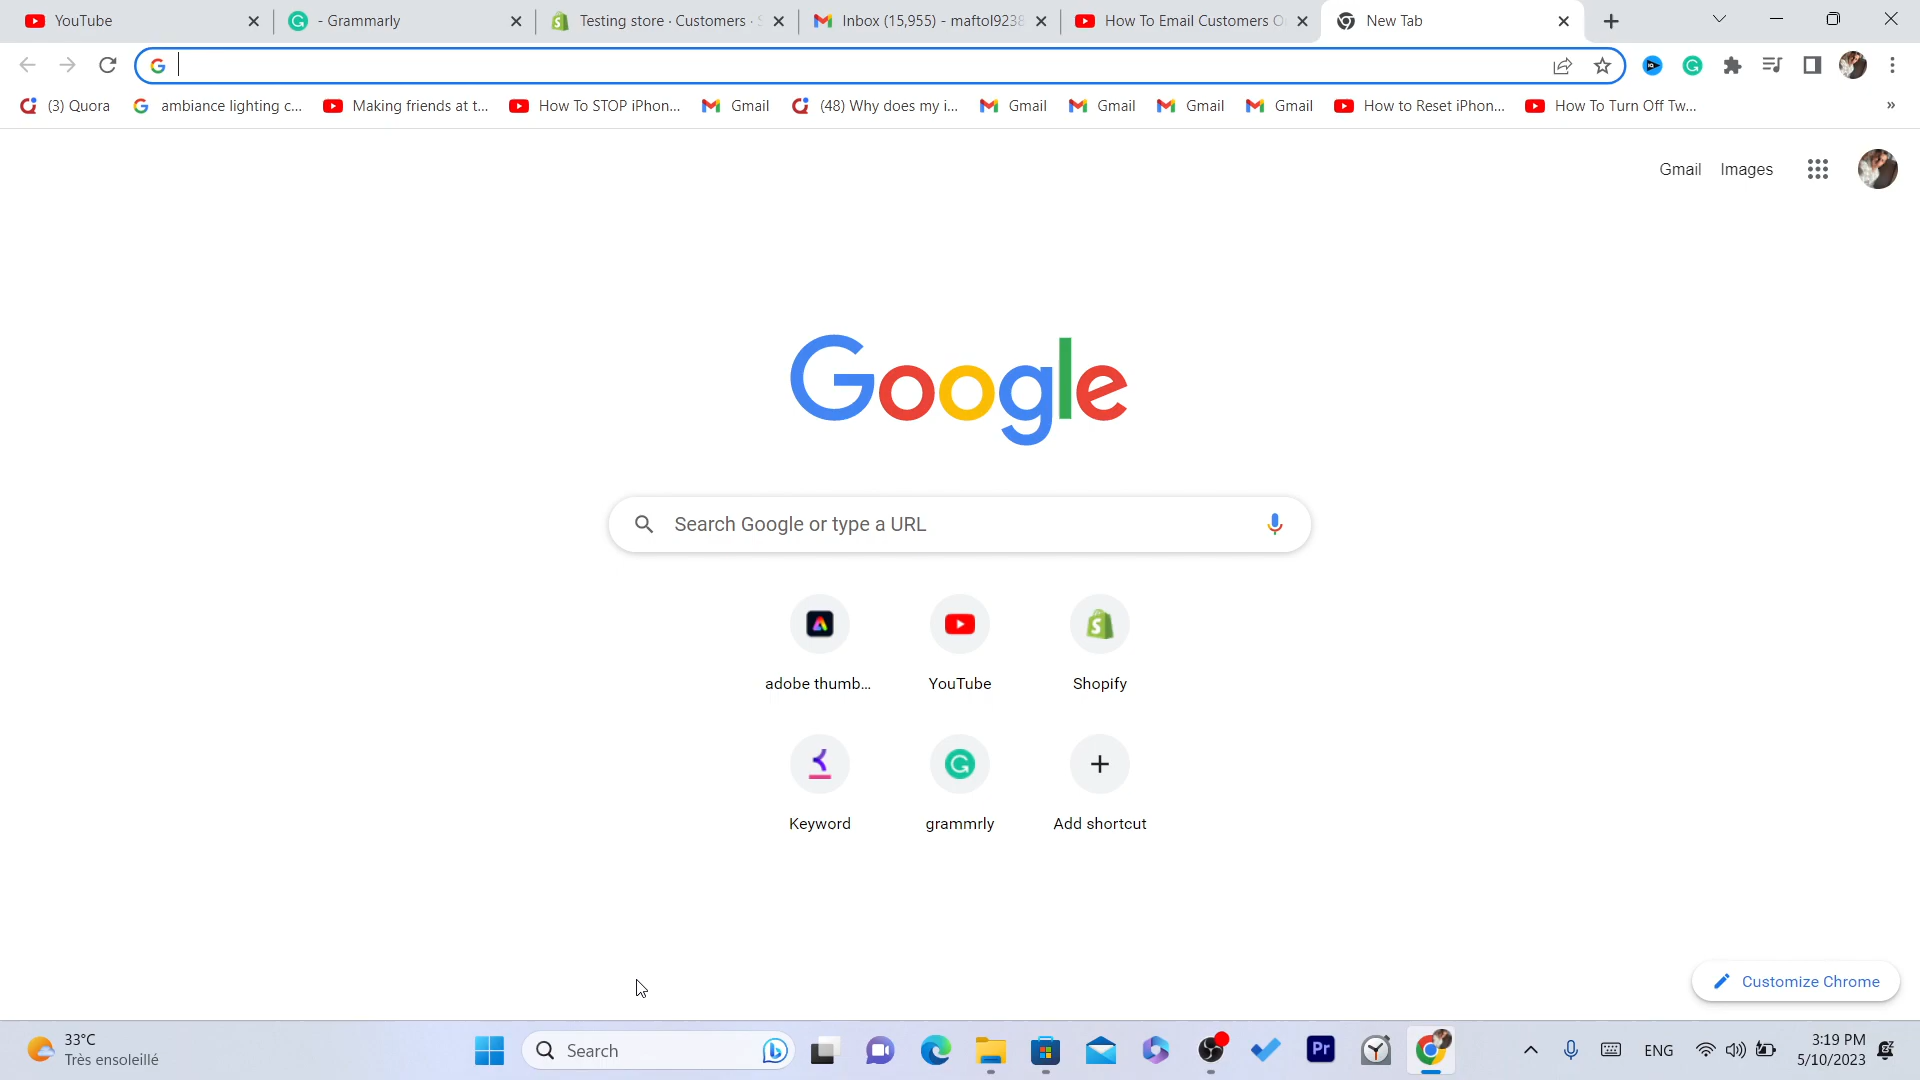 YouTube
- Grammarly
Testing store · Customers ·
Inbox (15,955) - maftol9238
How To Email Customers O
New Tab
(3) Quora
ambiance lighting c...
Making friends at t...
How To STOP iPhon...
Gmail
(48) Why does my i...
Gmail
Gmail
Gmail
Gmail
How to Reset iPhon...
How To Turn Off Tw...
»
Gmail
Images
Google
Search Google or type a URL
adobe thumb...
YouTube
Shopify
Keyword
grammrly
Add shortcut
Customize Chrome
33°C
Très ensoleillé
Search
Pr
ENG
3:19 PM
5/10/2023